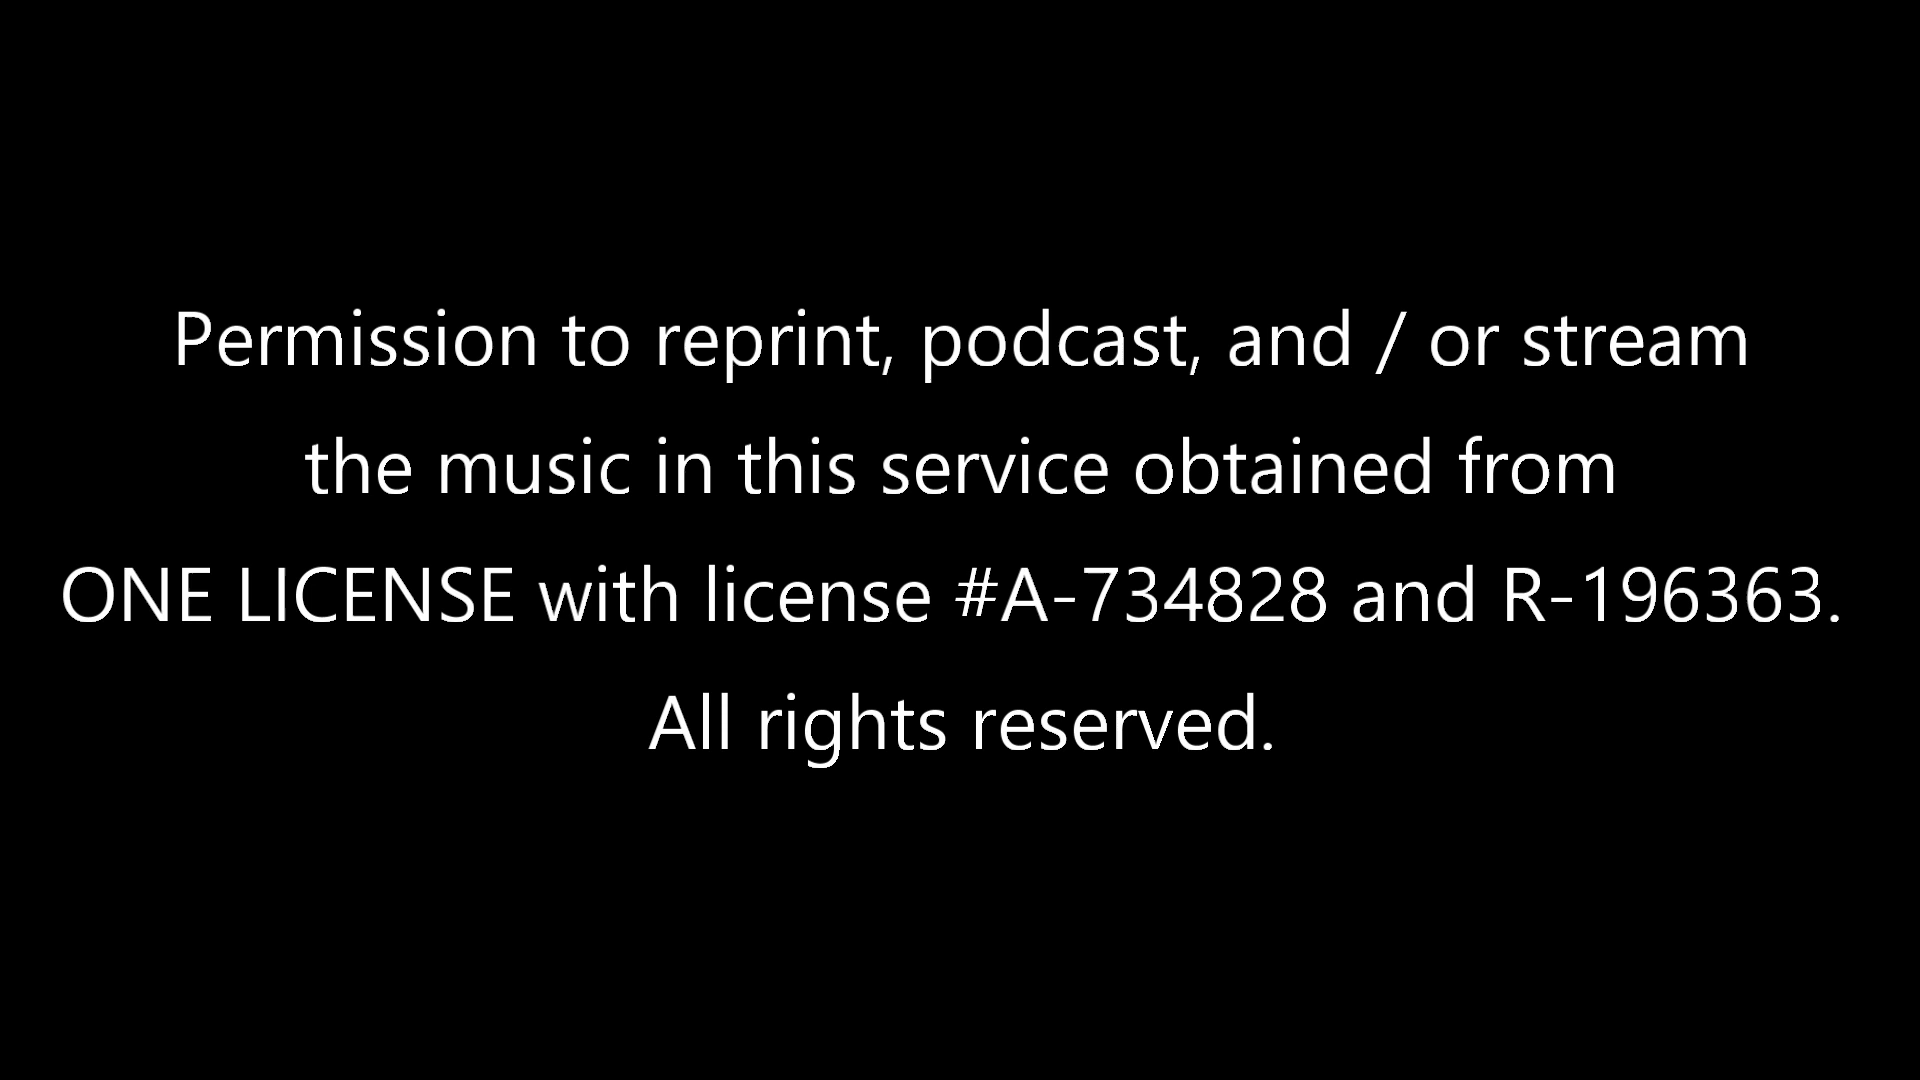 Permission to reprint, podcast, and / or stream
the music in this service obtained from
ONE LICENSE with license #A-734828 and R-196363.
All rights reserved.